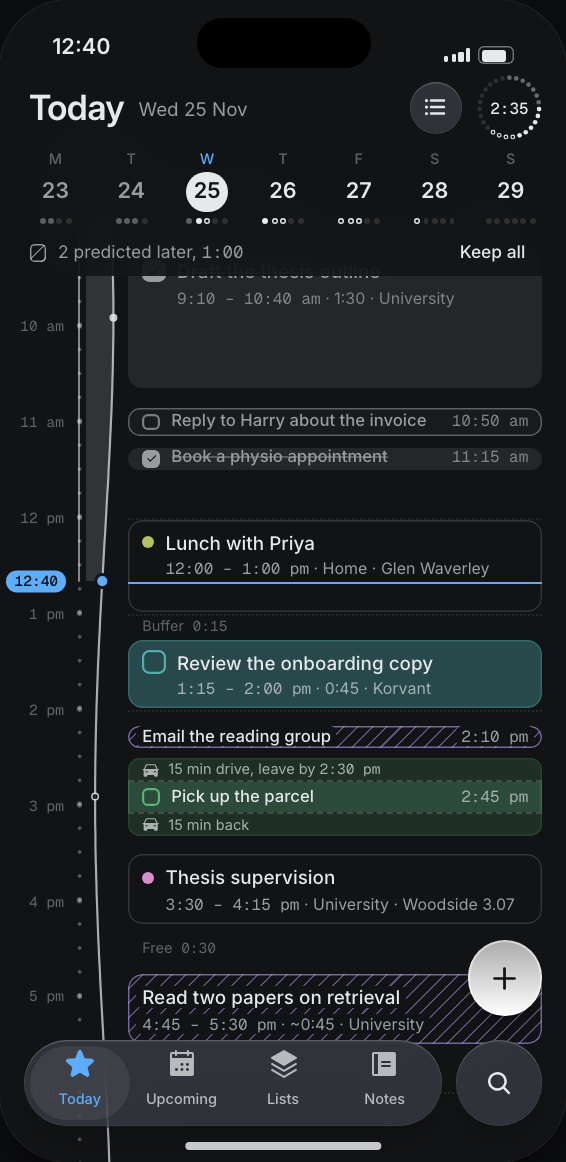 12:40
Today Wed 25 Nov
2:35
M T W T F S S
23 24 25 26 27 28 29
2 predicted later, 1:00 Keep all
Draft the thesis outline
9:10 - 10:40 am · 1:30 · University
10 am
11 am
Reply to Harry about the invoice 10:50 am
Book a physio appointment 11:15 am
12 pm
Lunch with Priya
12:00 - 1:00 pm · Home · Glen Waverley
12:40
1 pm
Buffer 0:15
Review the onboarding copy
1:15 - 2:00 pm · 0:45 · Korvant
2 pm
Email the reading group 2:10 pm
15 min drive, leave by 2:30 pm
Pick up the parcel 2:45 pm
3 pm
15 min back
Thesis supervision
3:30 - 4:15 pm · University · Woodside 3.07
4 pm
Free 0:30
5 pm
Read two papers on retrieval
4:45 - 5:30 pm · ~0:45 · University
Today Upcoming Lists Notes